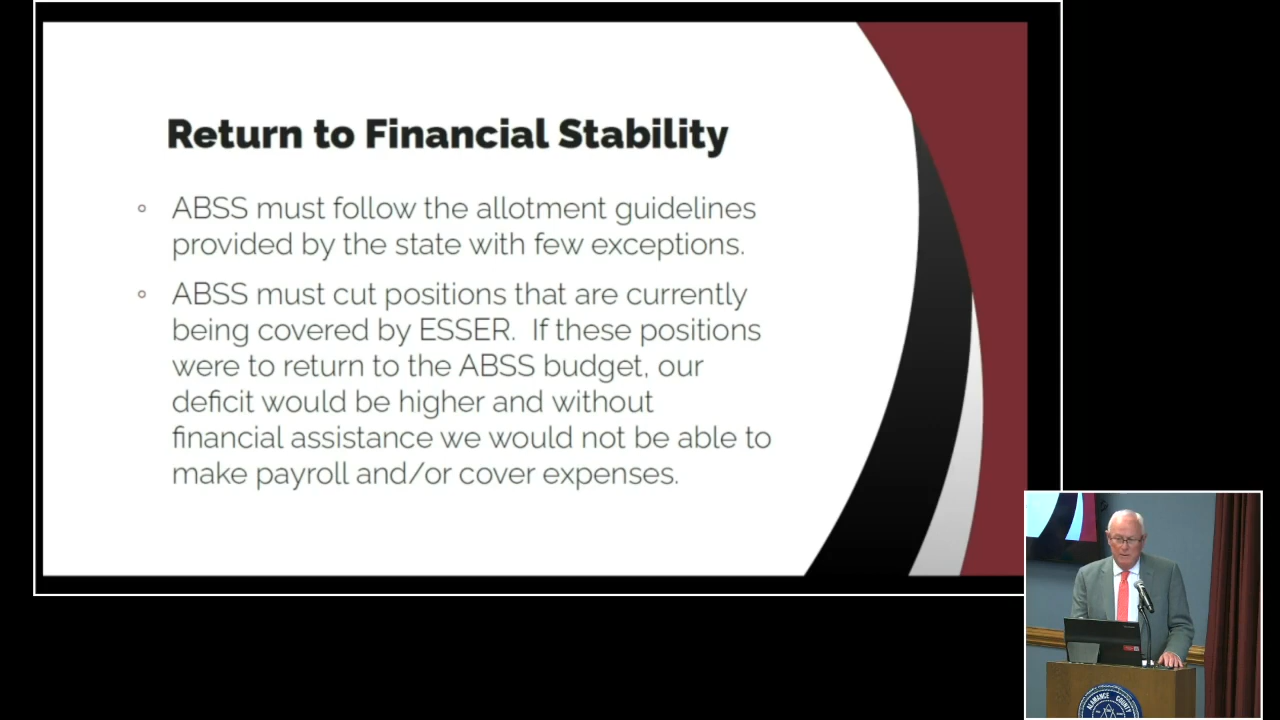 Return to Financial Stability
◦ ABSS must follow the allotment guidelines
provided by the state with few exceptions.
◦ ABSS must cut positions that are currently
being covered by ESSER.  If these positions
were to return to the ABSS budget, our
deficit would be higher and without
financial assistance we would not be able to
make payroll and/or cover expenses.
ALAMANCE COUNTY